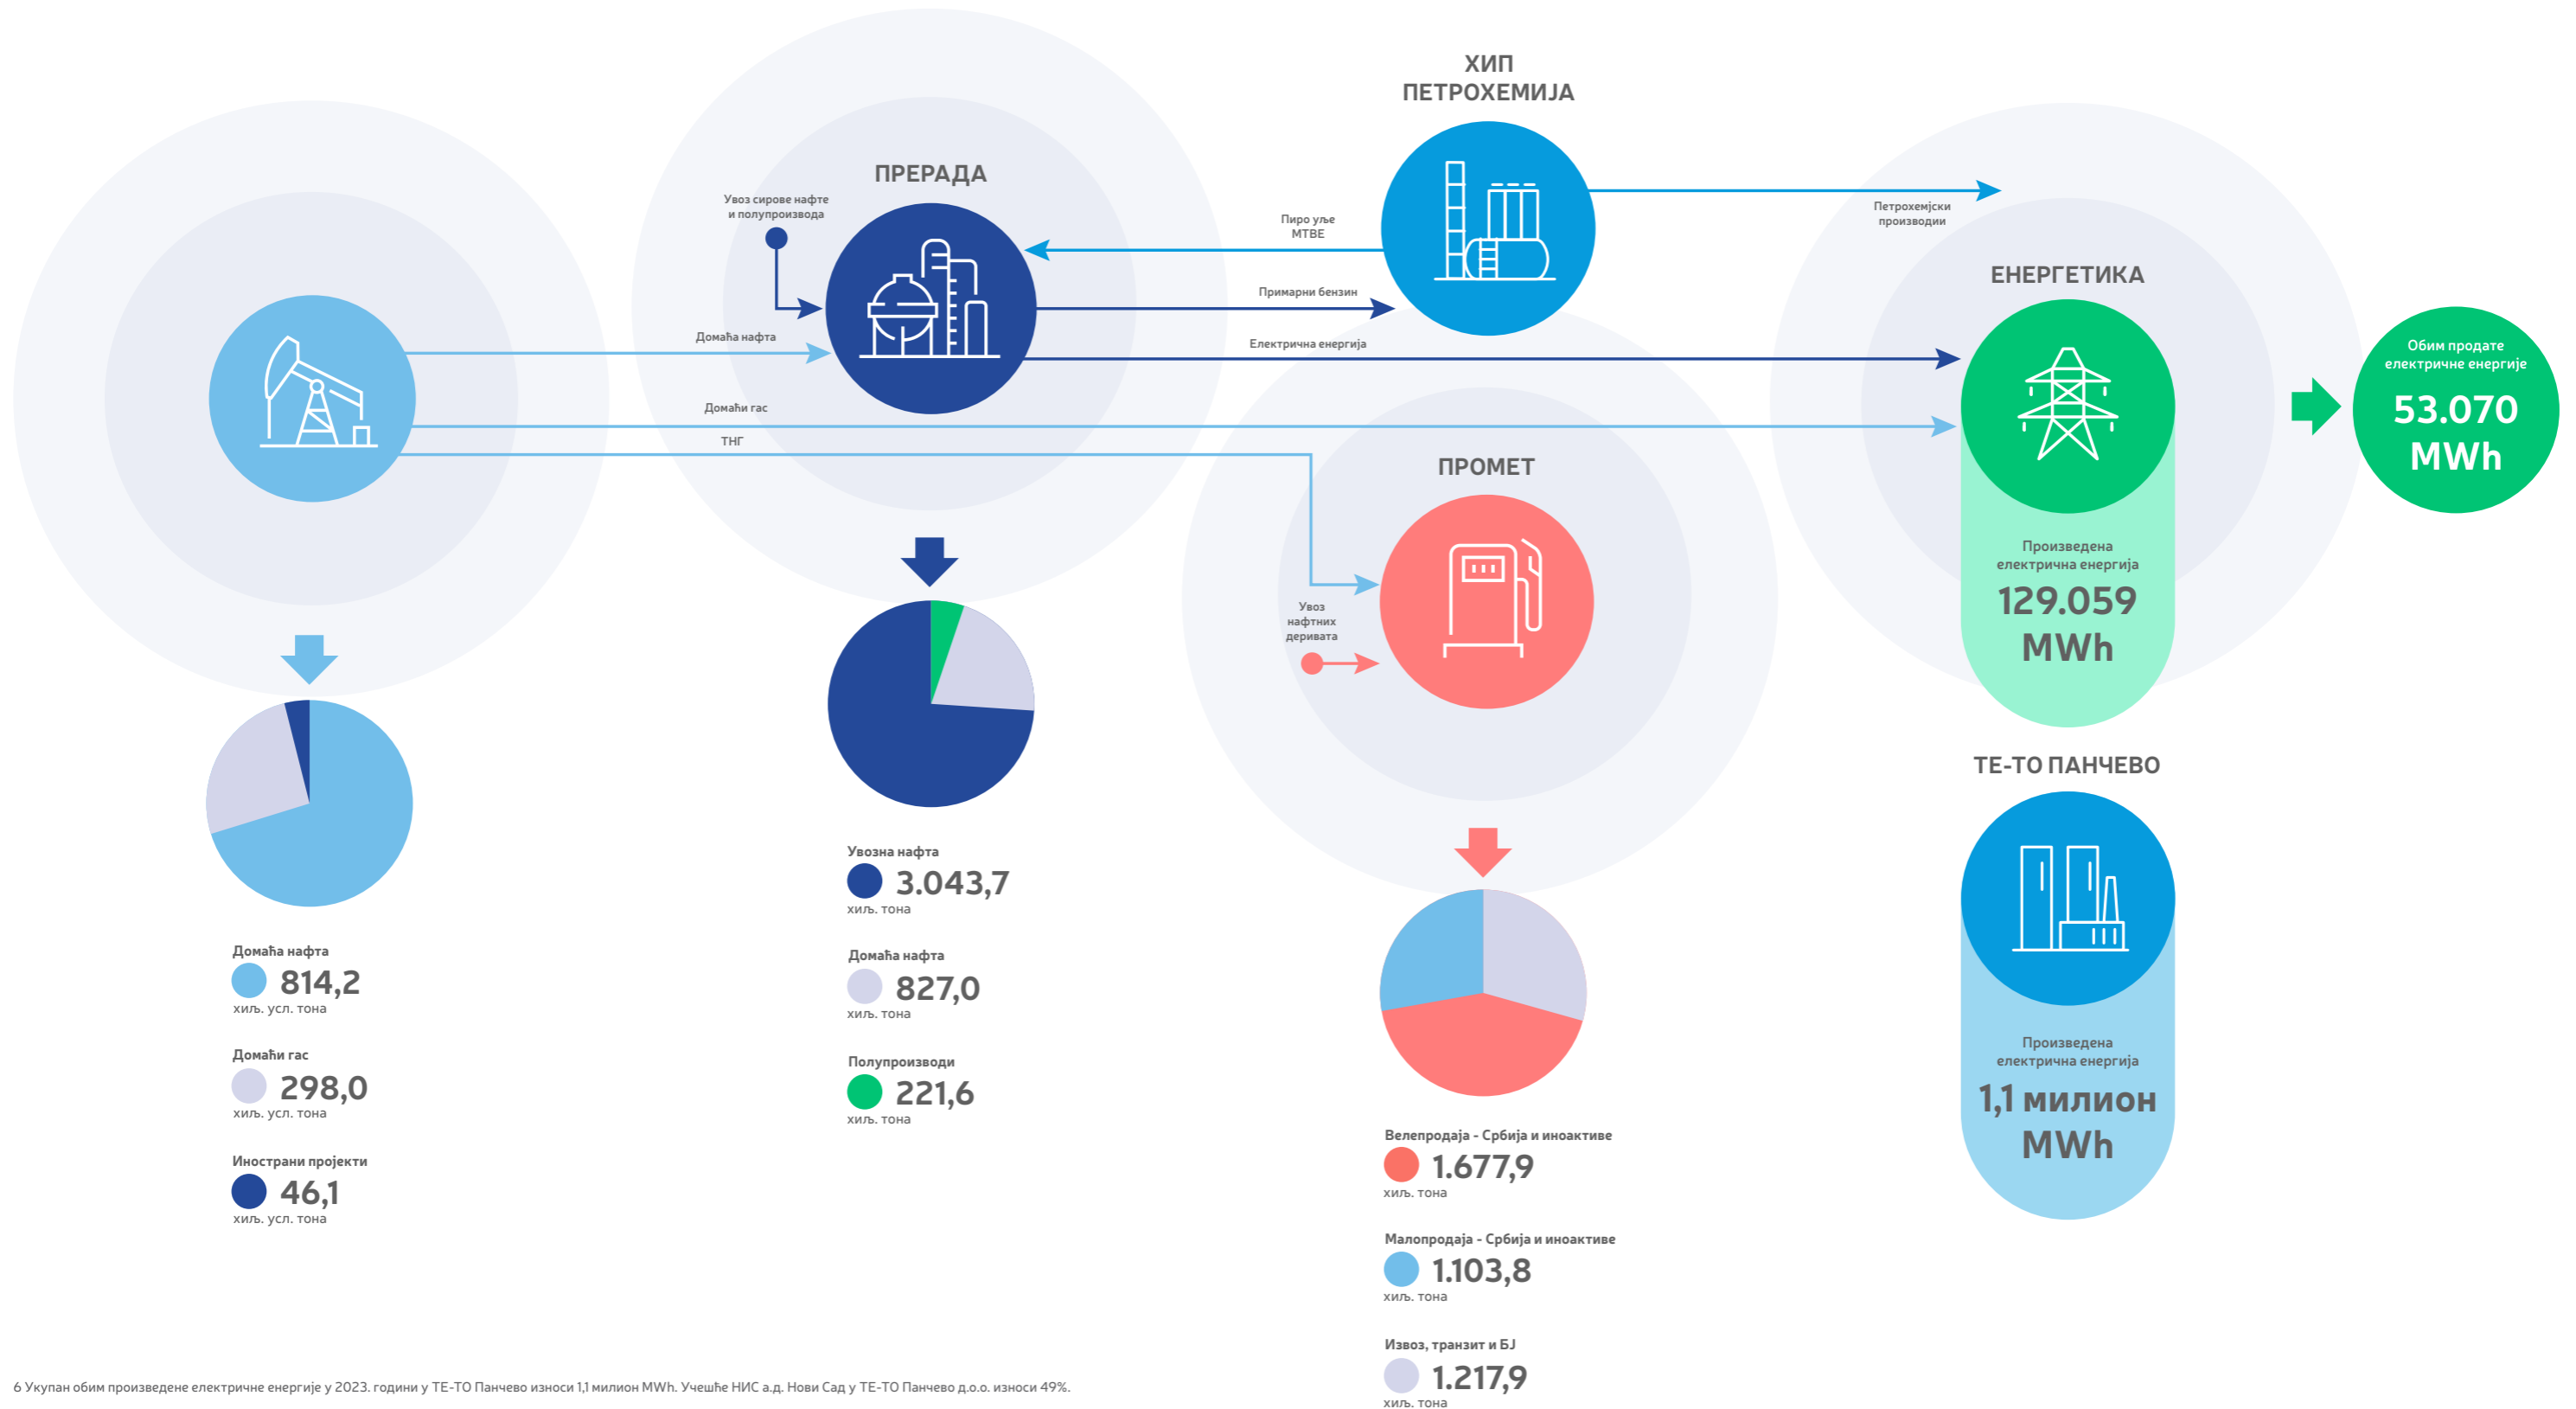 ХИП
ПЕТРОХЕМИЈА
ПРЕРАДА
Увоз сирове нафте
и полупроизвода
Пиро уље
МТВЕ
Петрохемјски
производии
Примарни бензин
ЕНЕРГЕТИКА
Домаћа нафта
Електрична енергија
Обим продате
електричне енергије
53.070
MWh
Домаћи гас
ТНГ
ПРОМЕТ
Увоз
нафтних
деривата
Произведена
електрична енергија
129.059
MWh
ТЕ-ТО ПАНЧЕВО
Произведена
електрична енергија
1,1 милион
MWh
Домаћа нафта
814,2
хиљ. усл. тона
Домаћи гас
298,0
хиљ. усл. тона
Инострани пројекти
46,1
хиљ. усл. тона
Увозна нафта
3.043,7
хиљ. тона
Домаћа нафта
827,0
хиљ. тона
Полупроизводи
221,6
хиљ. тона
Велепродаја - Србија и иноактиве
1.677,9
хиљ. тона
Малопродаја - Србија и иноактиве
1.103,8
хиљ. тона
Извоз, транзит и БЈ
1.217,9
хиљ. тона
6 Укупан обим произведене електричне енергије у 2023. години у ТЕ-ТО Панчево износи 1,1 милион MWh. Учешће НИС а.д. Нови Сад у ТЕ-ТО Панчево д.о.о. износи 49%.